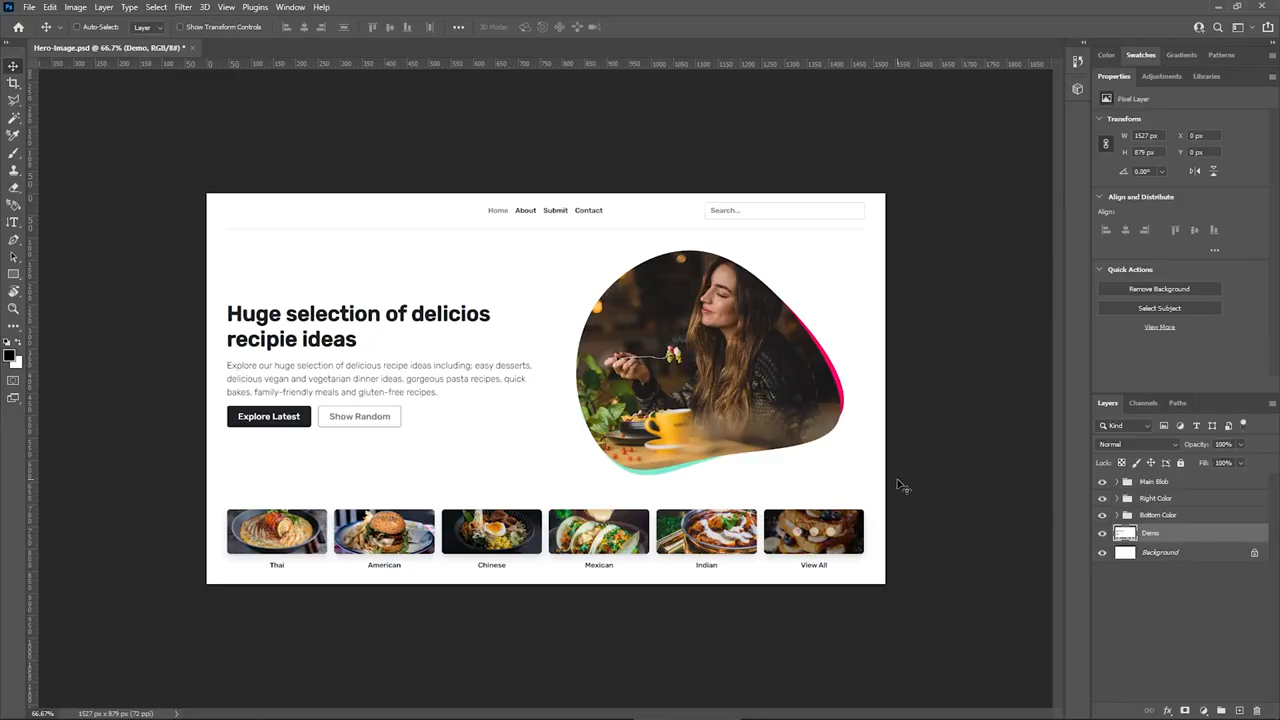 File Edit Image Layer Type Select Filter 3D View Plugins Window Help
Auto-Select: Layer Show Transform Controls 3D Mode:
Hero-Image.psd @ 66.7% (Demo, RGB/8#) *
Color Swatches Gradients Patterns
Properties Adjustments Libraries
Pixel Layer
Transform
W 1527 px X 0 px
H 879 px Y 0 px
0.00°
Align and Distribute
Align:
Quick Actions
Remove Background
Select Subject
View More
Layers Channels Paths
Kind
Normal Opacity: 100%
Lock: Fill: 100%
Main Blob
Right Color
Bottom Color
Demo
Background
Home About Submit Contact
Search...
Huge selection of delicios
recipie ideas
Explore our huge selection of delicious recipe ideas including; easy desserts,
delicious vegan and vegetarian dinner ideas, gorgeous pasta recipes, quick
bakes, family-friendly meals and gluten-free recipes.
Explore Latest Show Random
Thai American Chinese Mexican Indian View All
66.67% 1527 px x 879 px (72 ppi)